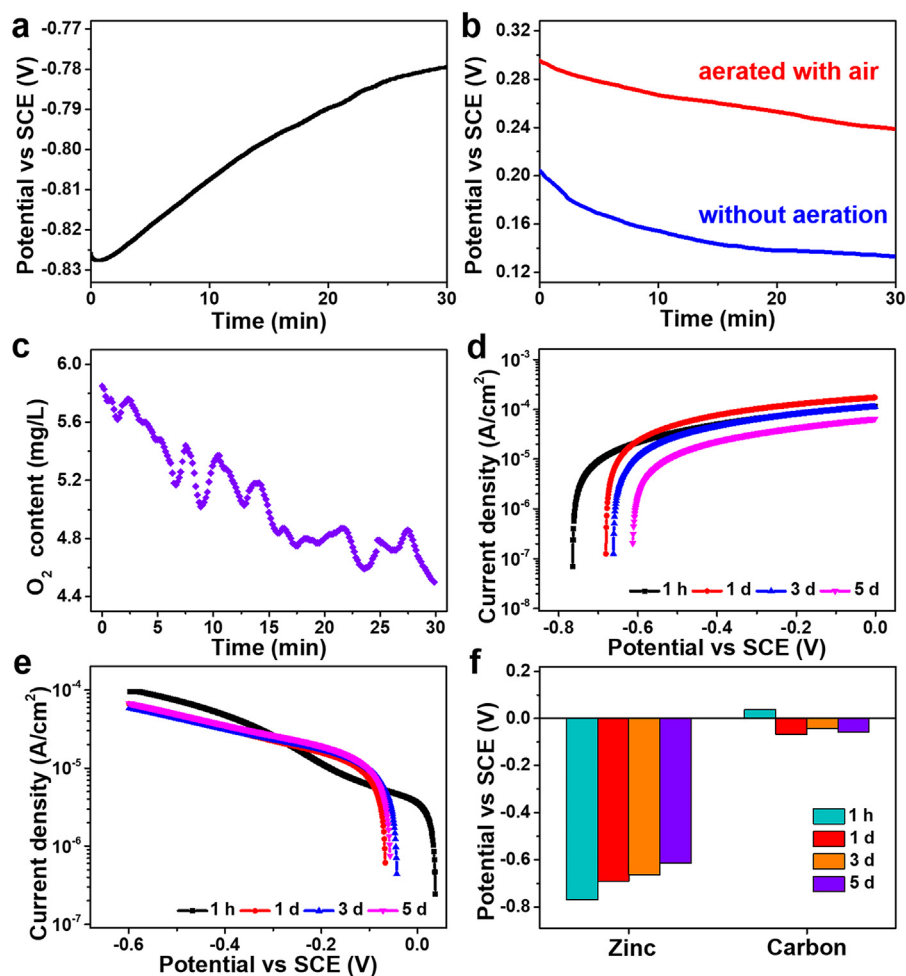 a
-0.77
-0.78
-0.79
-0.80
-0.81
-0.82
-0.83
Potential vs SCE (V)
0 10 20 30
Time (min)
b
0.32
0.28
0.24
0.20
0.16
0.12
Potential vs SCE (V)
aerated with air
without aeration
0 10 20 30
Time (min)
c
6.0
5.6
5.2
4.8
4.4
O2 content (mg/L)
0 5 10 15 20 25 30
Time (min)
d
10-3
10-4
10-5
10-6
10-7
10-8
Current density (A/cm2)
1 h 1 d 3 d 5 d
-0.8 -0.6 -0.4 -0.2 0.0
Potential vs SCE (V)
e
10-4
10-5
10-6
10-7
Current density (A/cm2)
1 h 1 d 3 d 5 d
-0.6 -0.4 -0.2 0.0
Potential vs SCE (V)
f
0.2
0.0
-0.2
-0.4
-0.6
-0.8
Potential vs SCE (V)
1 h
1 d
3 d
5 d
Zinc Carbon